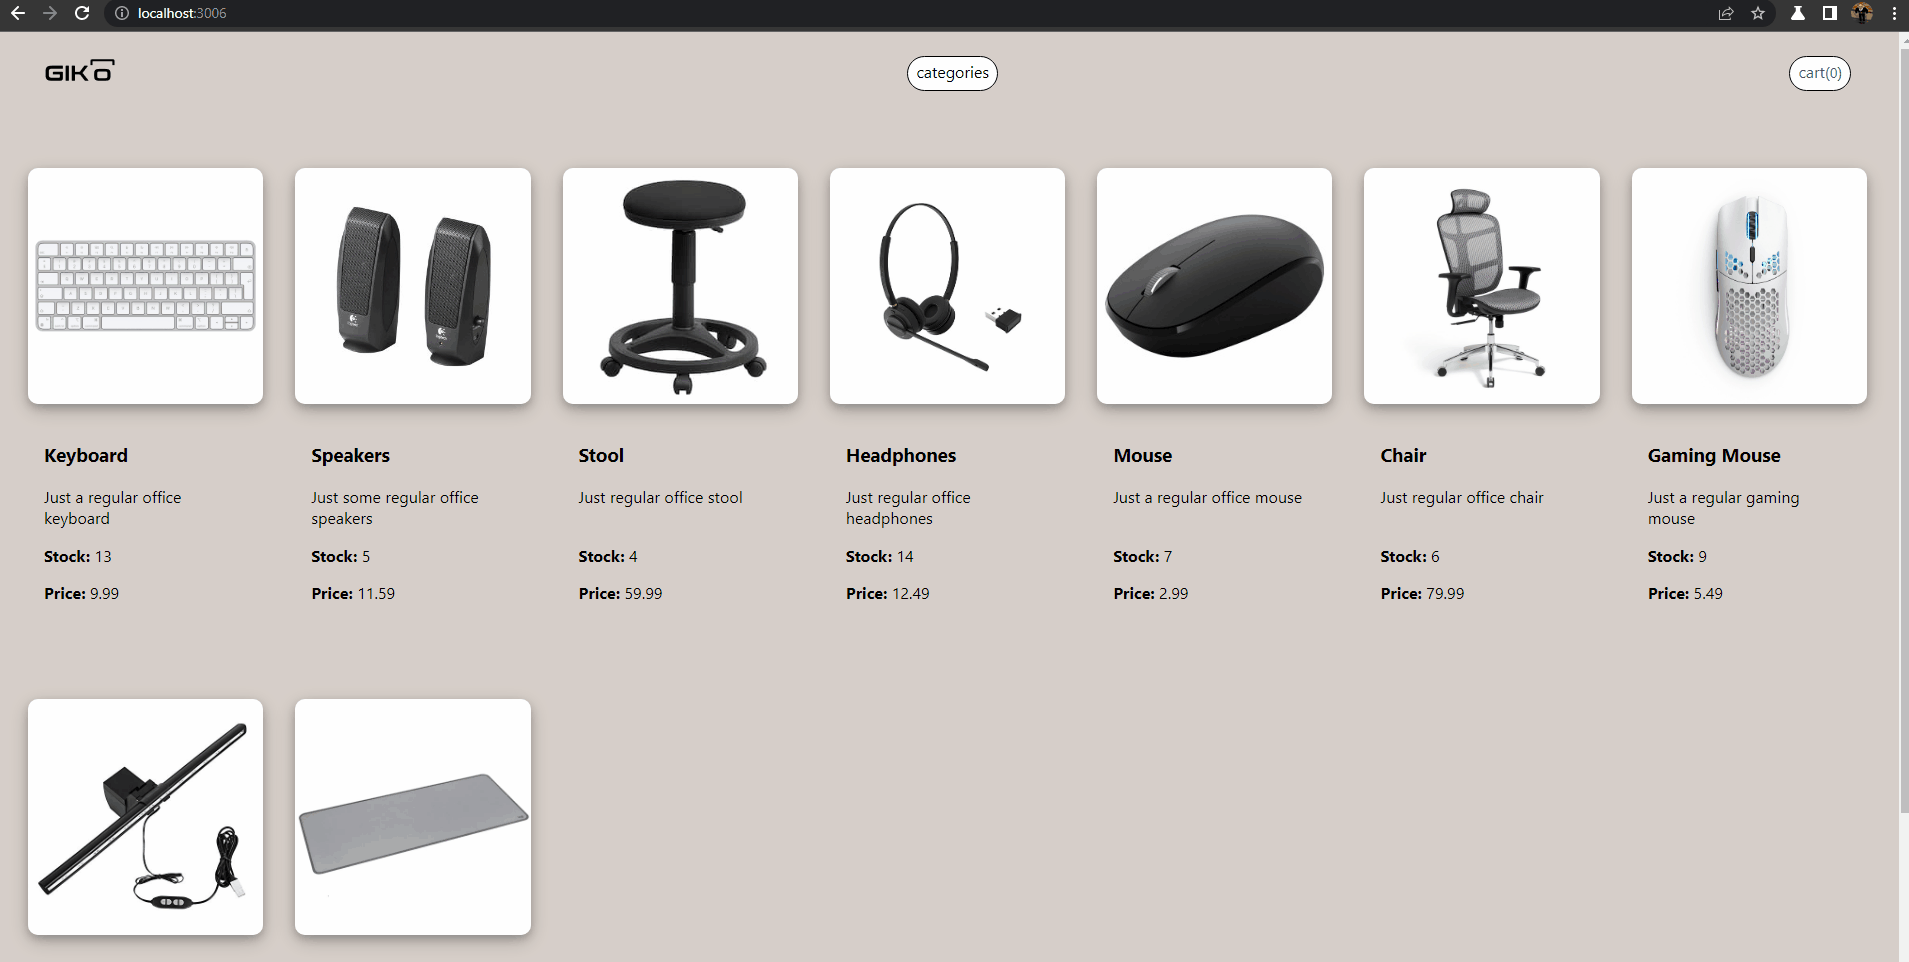 localhost:3006
GIKO
categories
cart(0)
Keyboard
Speakers
Stool
Headphones
Mouse
Chair
Gaming Mouse
Just a regular office
keyboard
Just some regular office
speakers
Just regular office stool
Just regular office
headphones
Just a regular office mouse
Just regular office chair
Just a regular gaming
mouse
Stock: 13
Stock: 5
Stock: 4
Stock: 14
Stock: 7
Stock: 6
Stock: 9
Price: 9.99
Price: 11.59
Price: 59.99
Price: 12.49
Price: 2.99
Price: 79.99
Price: 5.49